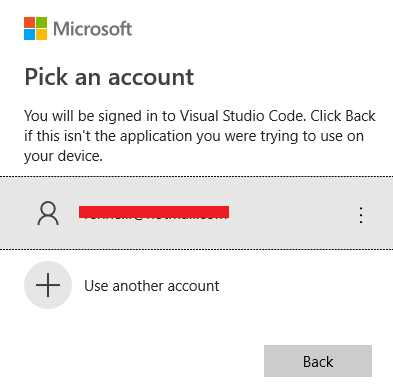 Microsoft
Pick an account
You will be signed in to Visual Studio Code. Click Back
if this isn't the application you were trying to use on
your device.
Use another account
Back